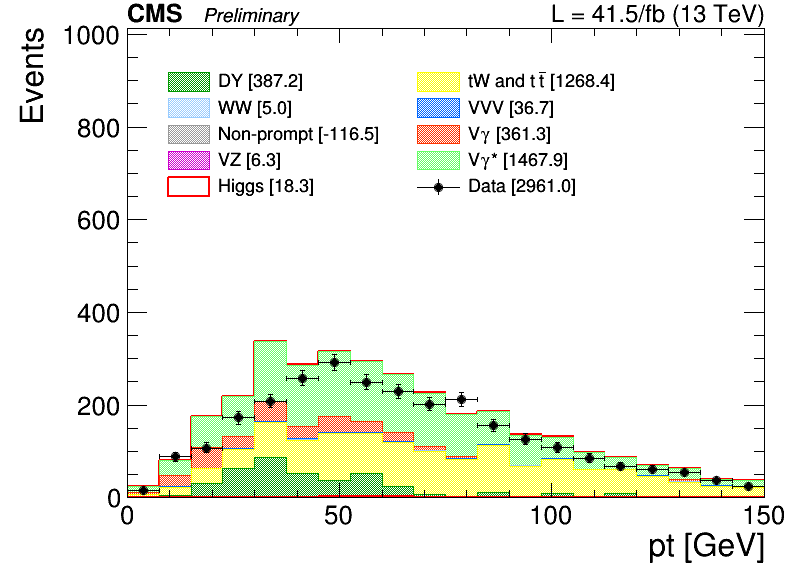 CMS Preliminary L = 41.5/fb (13 TeV)
Events
1000
800
600
400
200
0
DY [387.2]
WW [5.0]
Non-prompt [-116.5]
VZ [6.3]
Higgs [18.3]
tW and tt̄ [1268.4]
VVV [36.7]
Vγ [361.3]
Vγ* [1467.9]
Data [2961.0]
0 50 100 150
pt [GeV]